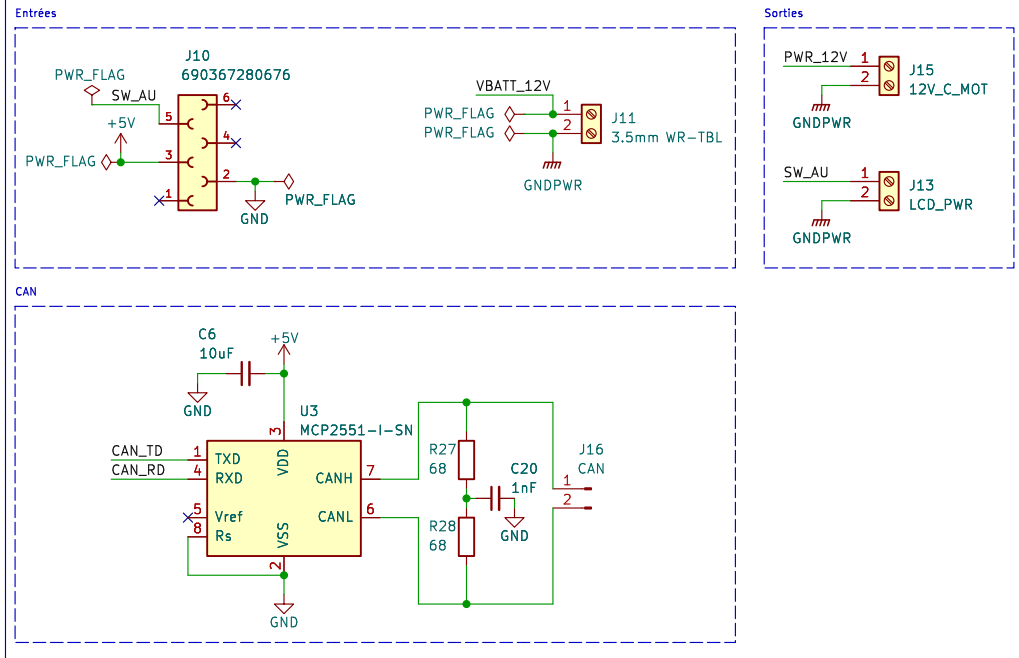 Entrées
J10
690367280676
PWR_FLAG
SW_AU
+5V
PWR_FLAG
6
5
4
3
2
1
PWR_FLAG
GND
VBATT_12V
PWR_FLAG
PWR_FLAG
1
2
J11
3.5mm WR-TBL
GNDPWR
Sorties
PWR_12V
1
2
J15
12V_C_MOT
GNDPWR
SW_AU
1
2
J13
LCD_PWR
GNDPWR
CAN
C6
10uF
+5V
GND
U3
MCP2551-I-SN
3
CAN_TD
CAN_RD
1
4
5
8
TXD
RXD
Vref
Rs
VDD
VSS
CANH
CANL
7
6
2
GND
R27
68
R28
68
C20
1nF
GND
J16
CAN
1
2